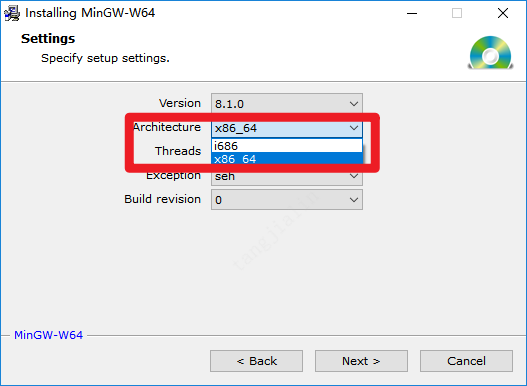 Installing MinGW-W64
Settings
Specify setup settings.
Version 8.1.0
Architecture x86_64
i686
Threads
x86_64
Exception seh
Build revision 0
MinGW-W64
< Back Next > Cancel